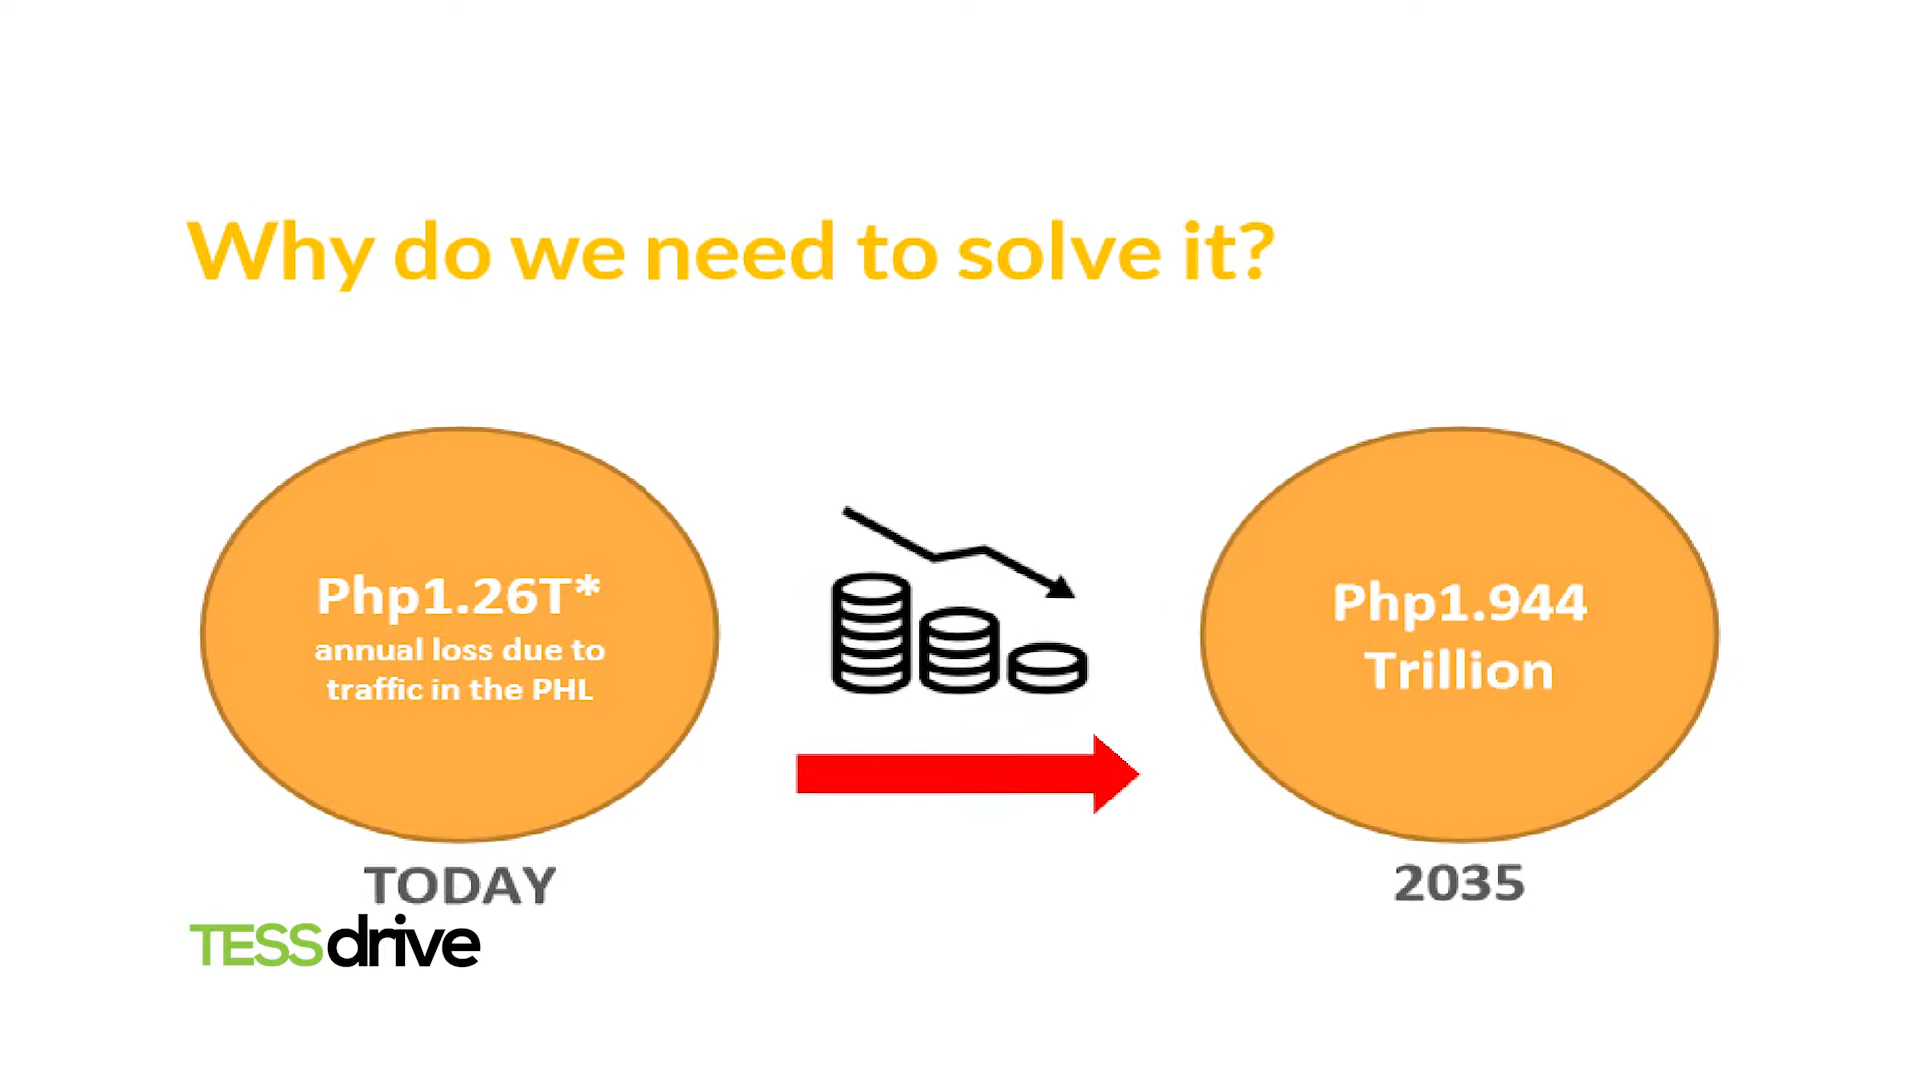 Why do we need to solve it?
Php1.26T*
annual loss due to
traffic in the PHL
TODAY
Php1.944
Trillion
2035
TESSdrive